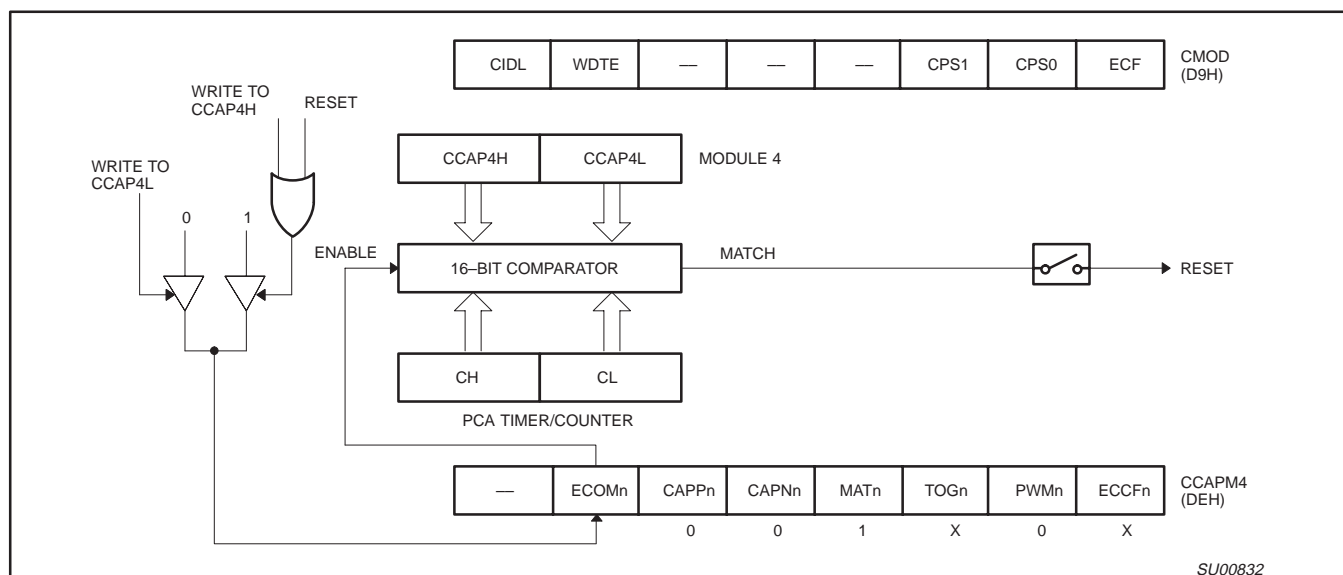 CIDL WDTE — — — CPS1 CPS0 ECF
CMOD
(D9H)
WRITE TO
CCAP4H
RESET
WRITE TO
CCAP4L
CCAP4H CCAP4L
MODULE 4
0 1
ENABLE
16–BIT COMPARATOR
MATCH
RESET
CH CL
PCA TIMER/COUNTER
— ECOMn CAPPn CAPNn MATn TOGn PWMn ECCFn
CCAPM4
(DEH)
0 0 1 X 0 X
SU00832